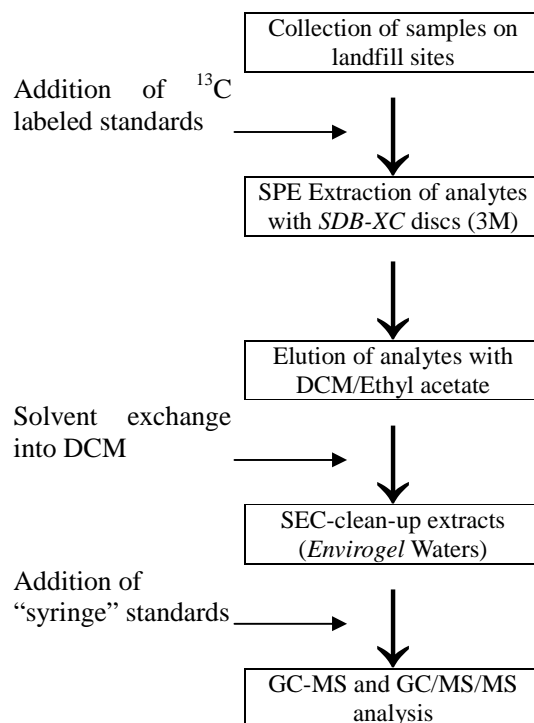 Collection of samples on
landfill sites
Addition of ¹³C
labeled standards
SPE Extraction of analytes
with SDB-XC discs (3M)
Elution of analytes with
DCM/Ethyl acetate
Solvent exchange
into DCM
SEC-clean-up extracts
(Envirogel Waters)
Addition of
“syringe” standards
GC-MS and GC/MS/MS
analysis